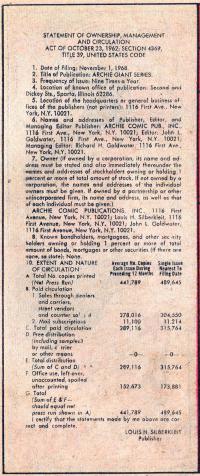 STATEMENT OF OWNERSHIP, MANAGEMENT
AND CIRCULATION
ACT OF OCTOBER 23, 1962: SECTION 4369,
TITLE 39, UNITED STATES CODE
1. Date of Filing: November 1, 1968.
2. Title of Publication: ARCHIE GIANT SERIES.
3. Frequency of Issue: Nine Times a Year.
4. Location of known office of publication: Second and
Dickey Sts., Sparta, Illinois 62286.
5. Location of the headquarters or general business of-
fices of the publishers (not printers): 1116 First Ave., New
York, N.Y. 10021.
6. Names and addresses of Publisher, Editor, and
Managing Editor: Publisher: ARCHIE COMIC PUB. INC.,
1116 First Ave., New York, N.Y. 10021; Editor: John L.
Goldwater, 1116 First Ave., New York, N.Y. 10021;
Managing Editor: Richard H. Goldwater, 1116 First Ave.,
New York, N.Y. 10021.
7. Owner (if owned by a corporation, its name and ad-
dress must be stated and also immediately thereunder the
names and addresses of stockholders owning or holding 1
percent or more of total amount of stock. If not owned by a
corporation, the names and addresses of the individual
owners must be given. If owned by a partnership or other
unincorporated firm, its name and address, as well as that
of each individual must be given.)
ARCHIE COMIC PUBLICATIONS, INC. 1116 First
Avenue, New York, N.Y. 10021; Louis H. Silberkleit, 1116
First Avenue, New York, N.Y. 10021; John L. Goldwater,
1116 First Avenue, New York, N.Y. 10021.
8. Known bondholders, mortgagees, and other security
holders owning or holding 1 percent or more of total
amount of bonds, mortgages or other securities (if there are
none, so state): None.
10. EXTENT AND NATURE OF CIRCULATION Average No. Copies Each Issue During Preceding 12 Months Single Issue Nearest To Filing Date
A Total No. copies printed
(Net Press Run) 441,789 489,645
B. Paid circulation
1. Sales through dealers
and carriers,
street vendors
and counter sales 278,016 304,550
2. Mail subscriptions 11,100 11,214
C. Total paid circulation 289,116 315,764
D. Free distribution
(including samples)
by mail, carrier
or other means -0- -0-
E. Total distribution
(Sum of C and D) 289,116 315,764
F. Office use, left-over,
unaccounted, spoiled
after printing 152,673 173,881
G. Total
(Sum of E & F—
should equal net
press run shown in A) 441,789 489,645
I certify that the statements made by me above are cor-
rect and complete.
LOUIS H. SILBERKLEIT
Publisher